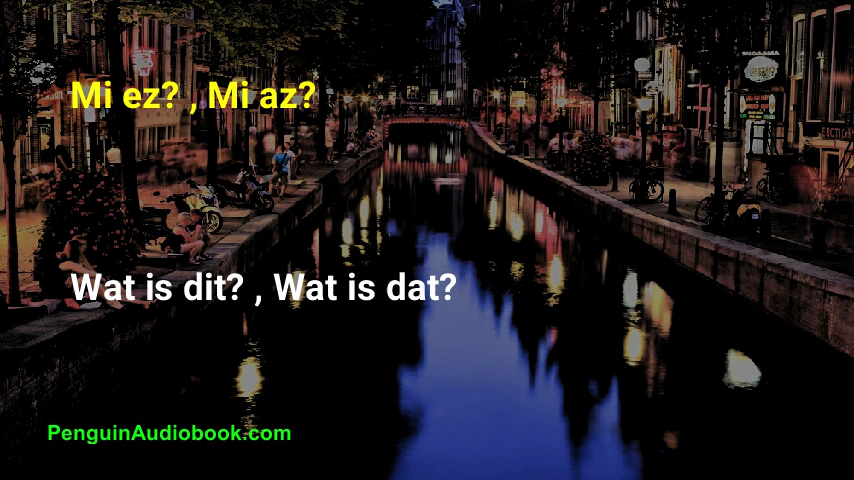 Mi ez? , Mi az?
Wat is dit? , Wat is dat?
PenguinAudiobook.com